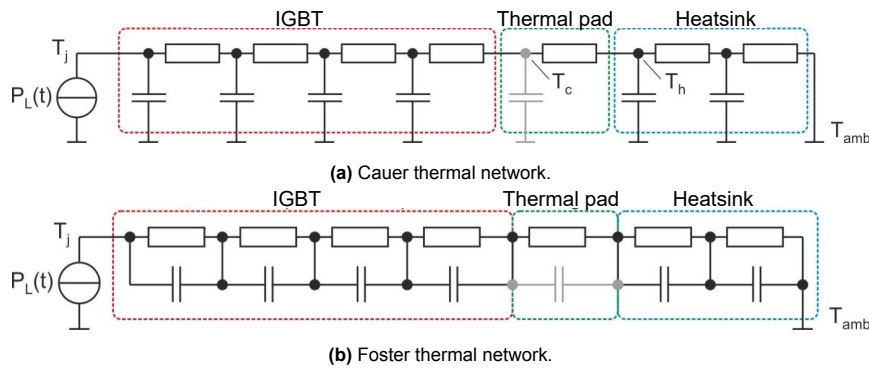 IGBT Thermal pad Heatsink
T_j
P_L(t)
T_c
T_h
T_amb
(a) Cauer thermal network.
IGBT Thermal pad Heatsink
T_j
P_L(t)
T_amb
(b) Foster thermal network.